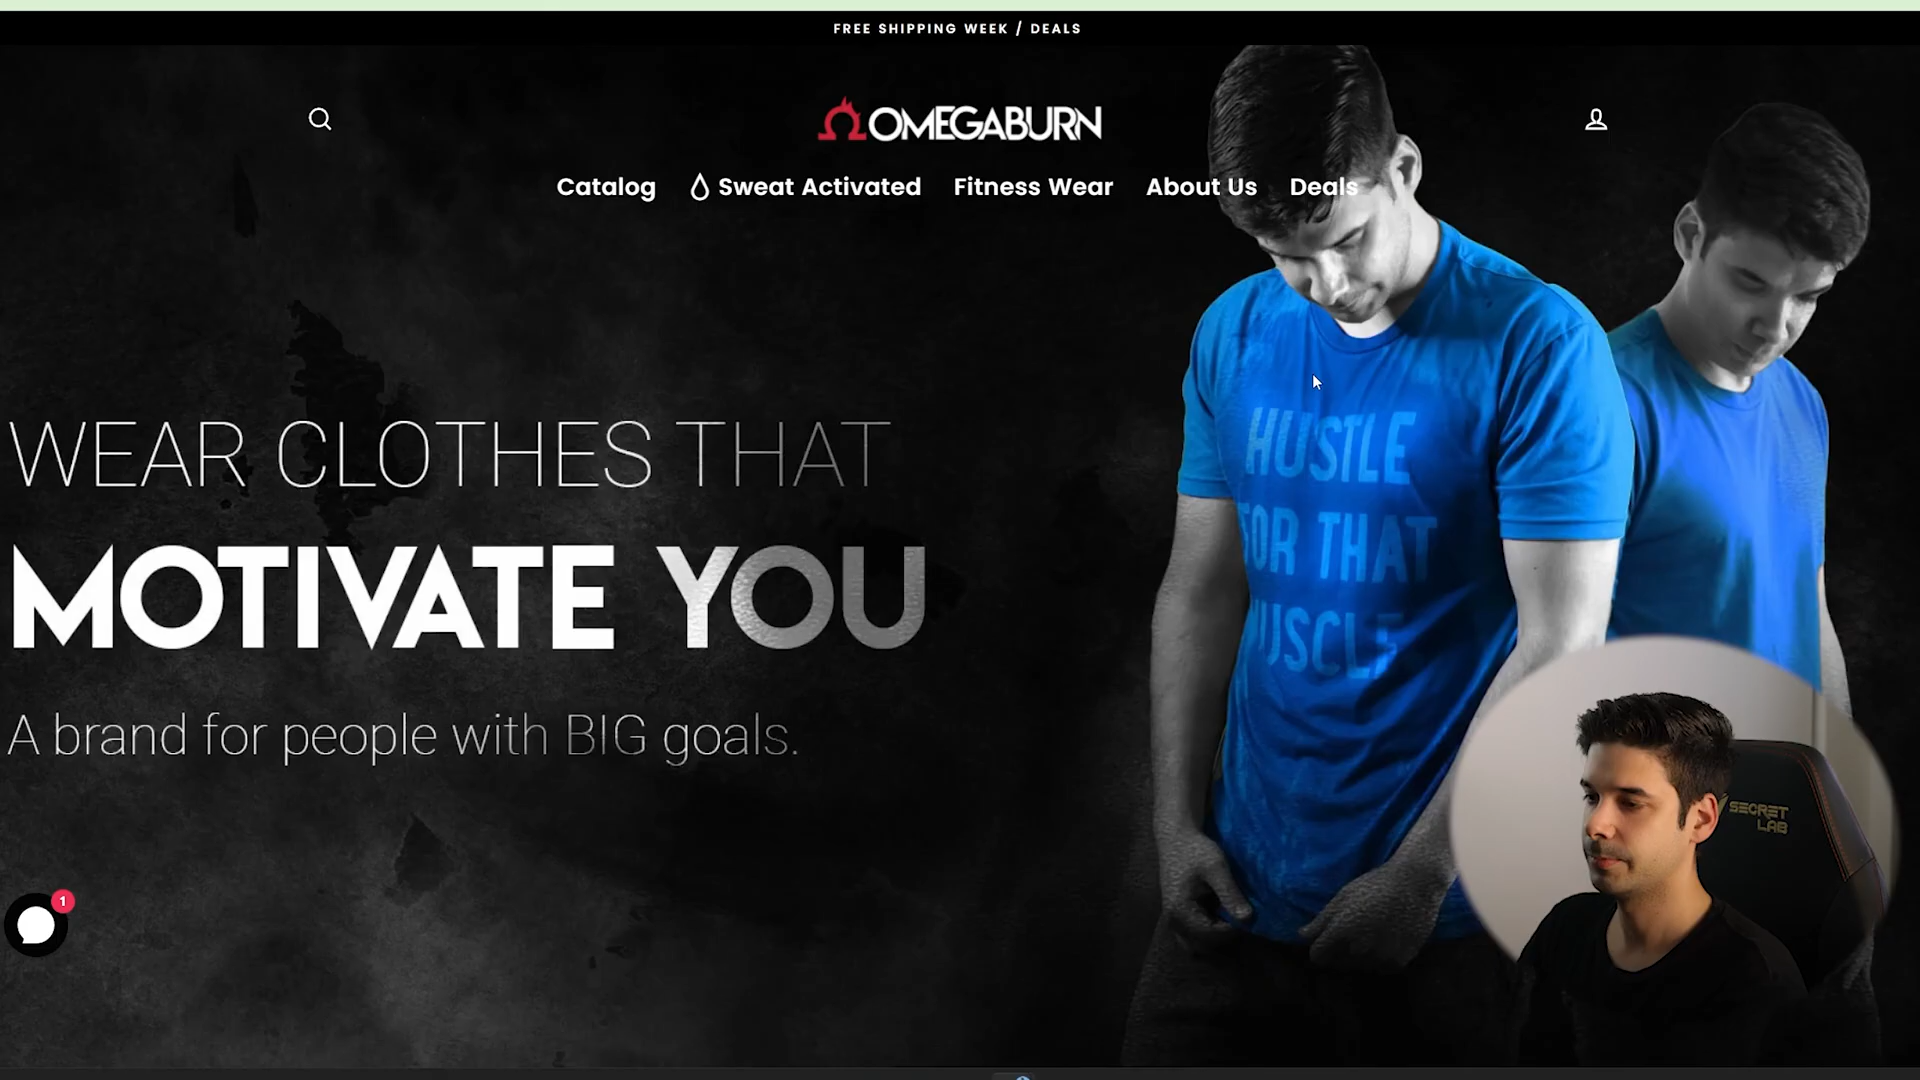 FREE SHIPPING WEEK / DEALS
OMEGABURN
Catalog Sweat Activated Fitness Wear About Us Deals
WEAR CLOTHES THAT
MOTIVATE YOU
A brand for people with BIG goals.
HUSTLE
FOR THAT
MUSCLE
SECRET
LAB
1